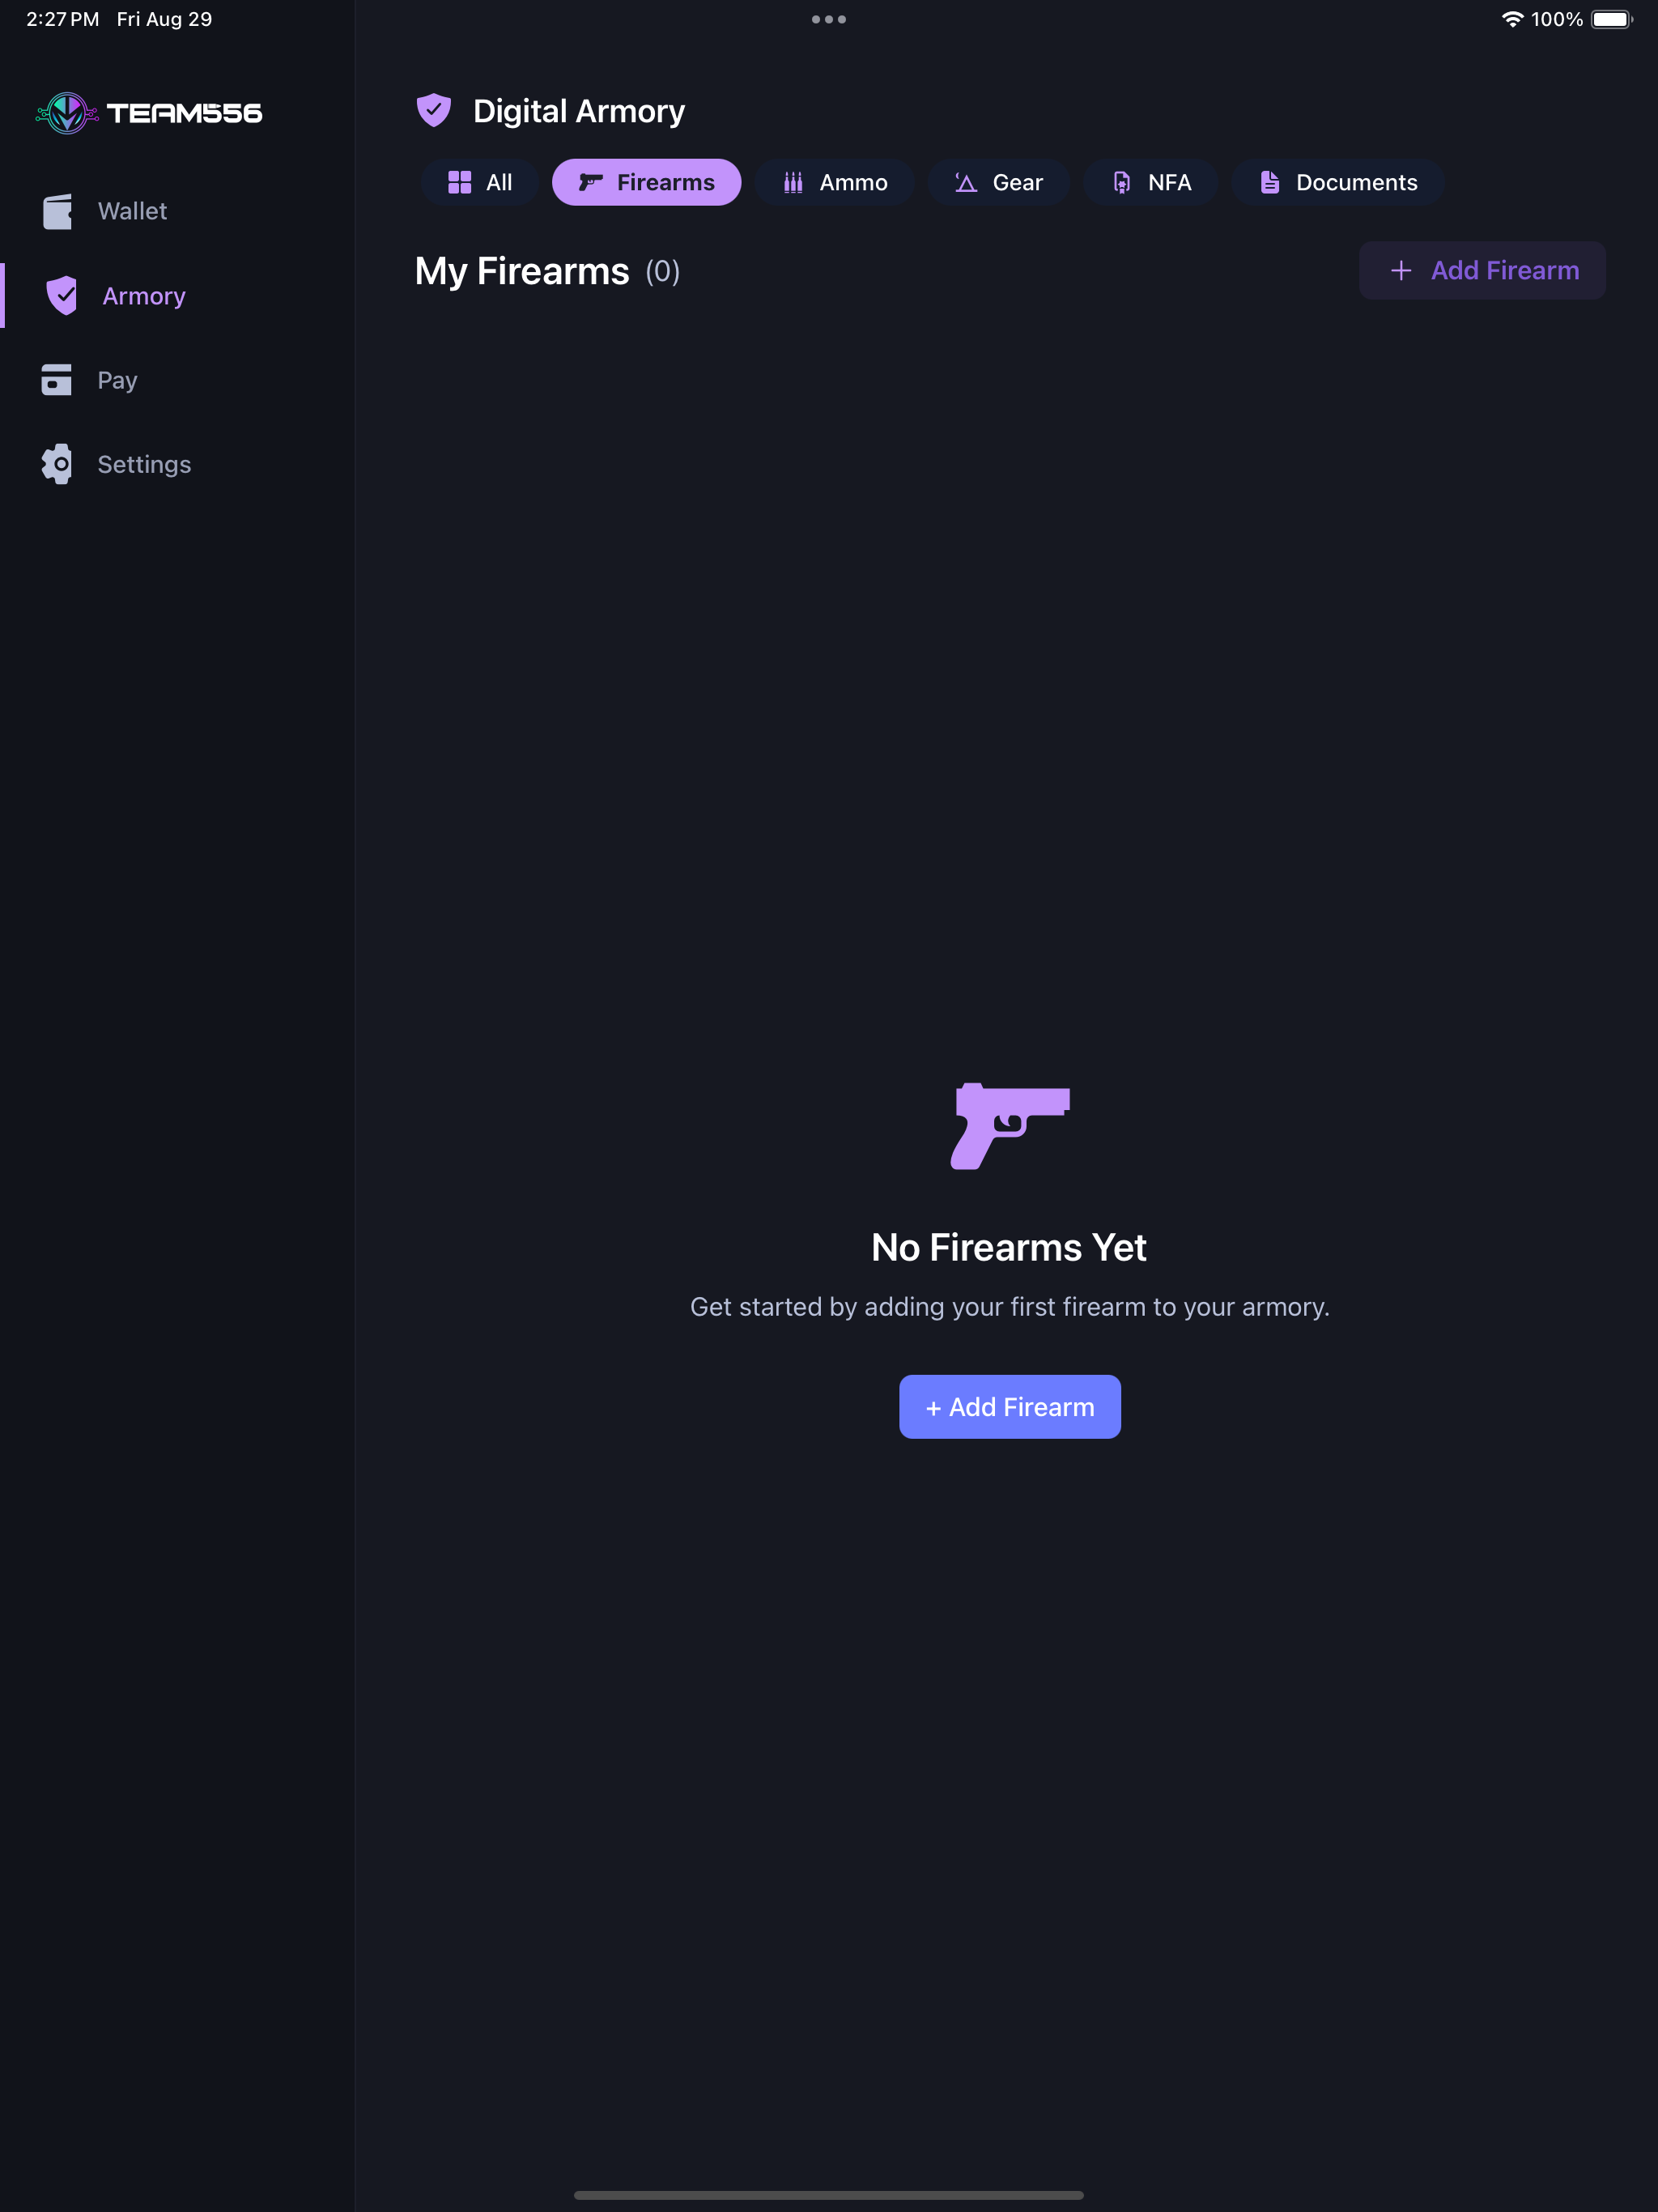 2:27 PM Fri Aug 29
100%
TEAM556
Wallet
Armory
Pay
Settings
Digital Armory
All
Firearms
Ammo
Gear
NFA
Documents
My Firearms (0)
+ Add Firearm
No Firearms Yet
Get started by adding your first firearm to your armory.
+ Add Firearm